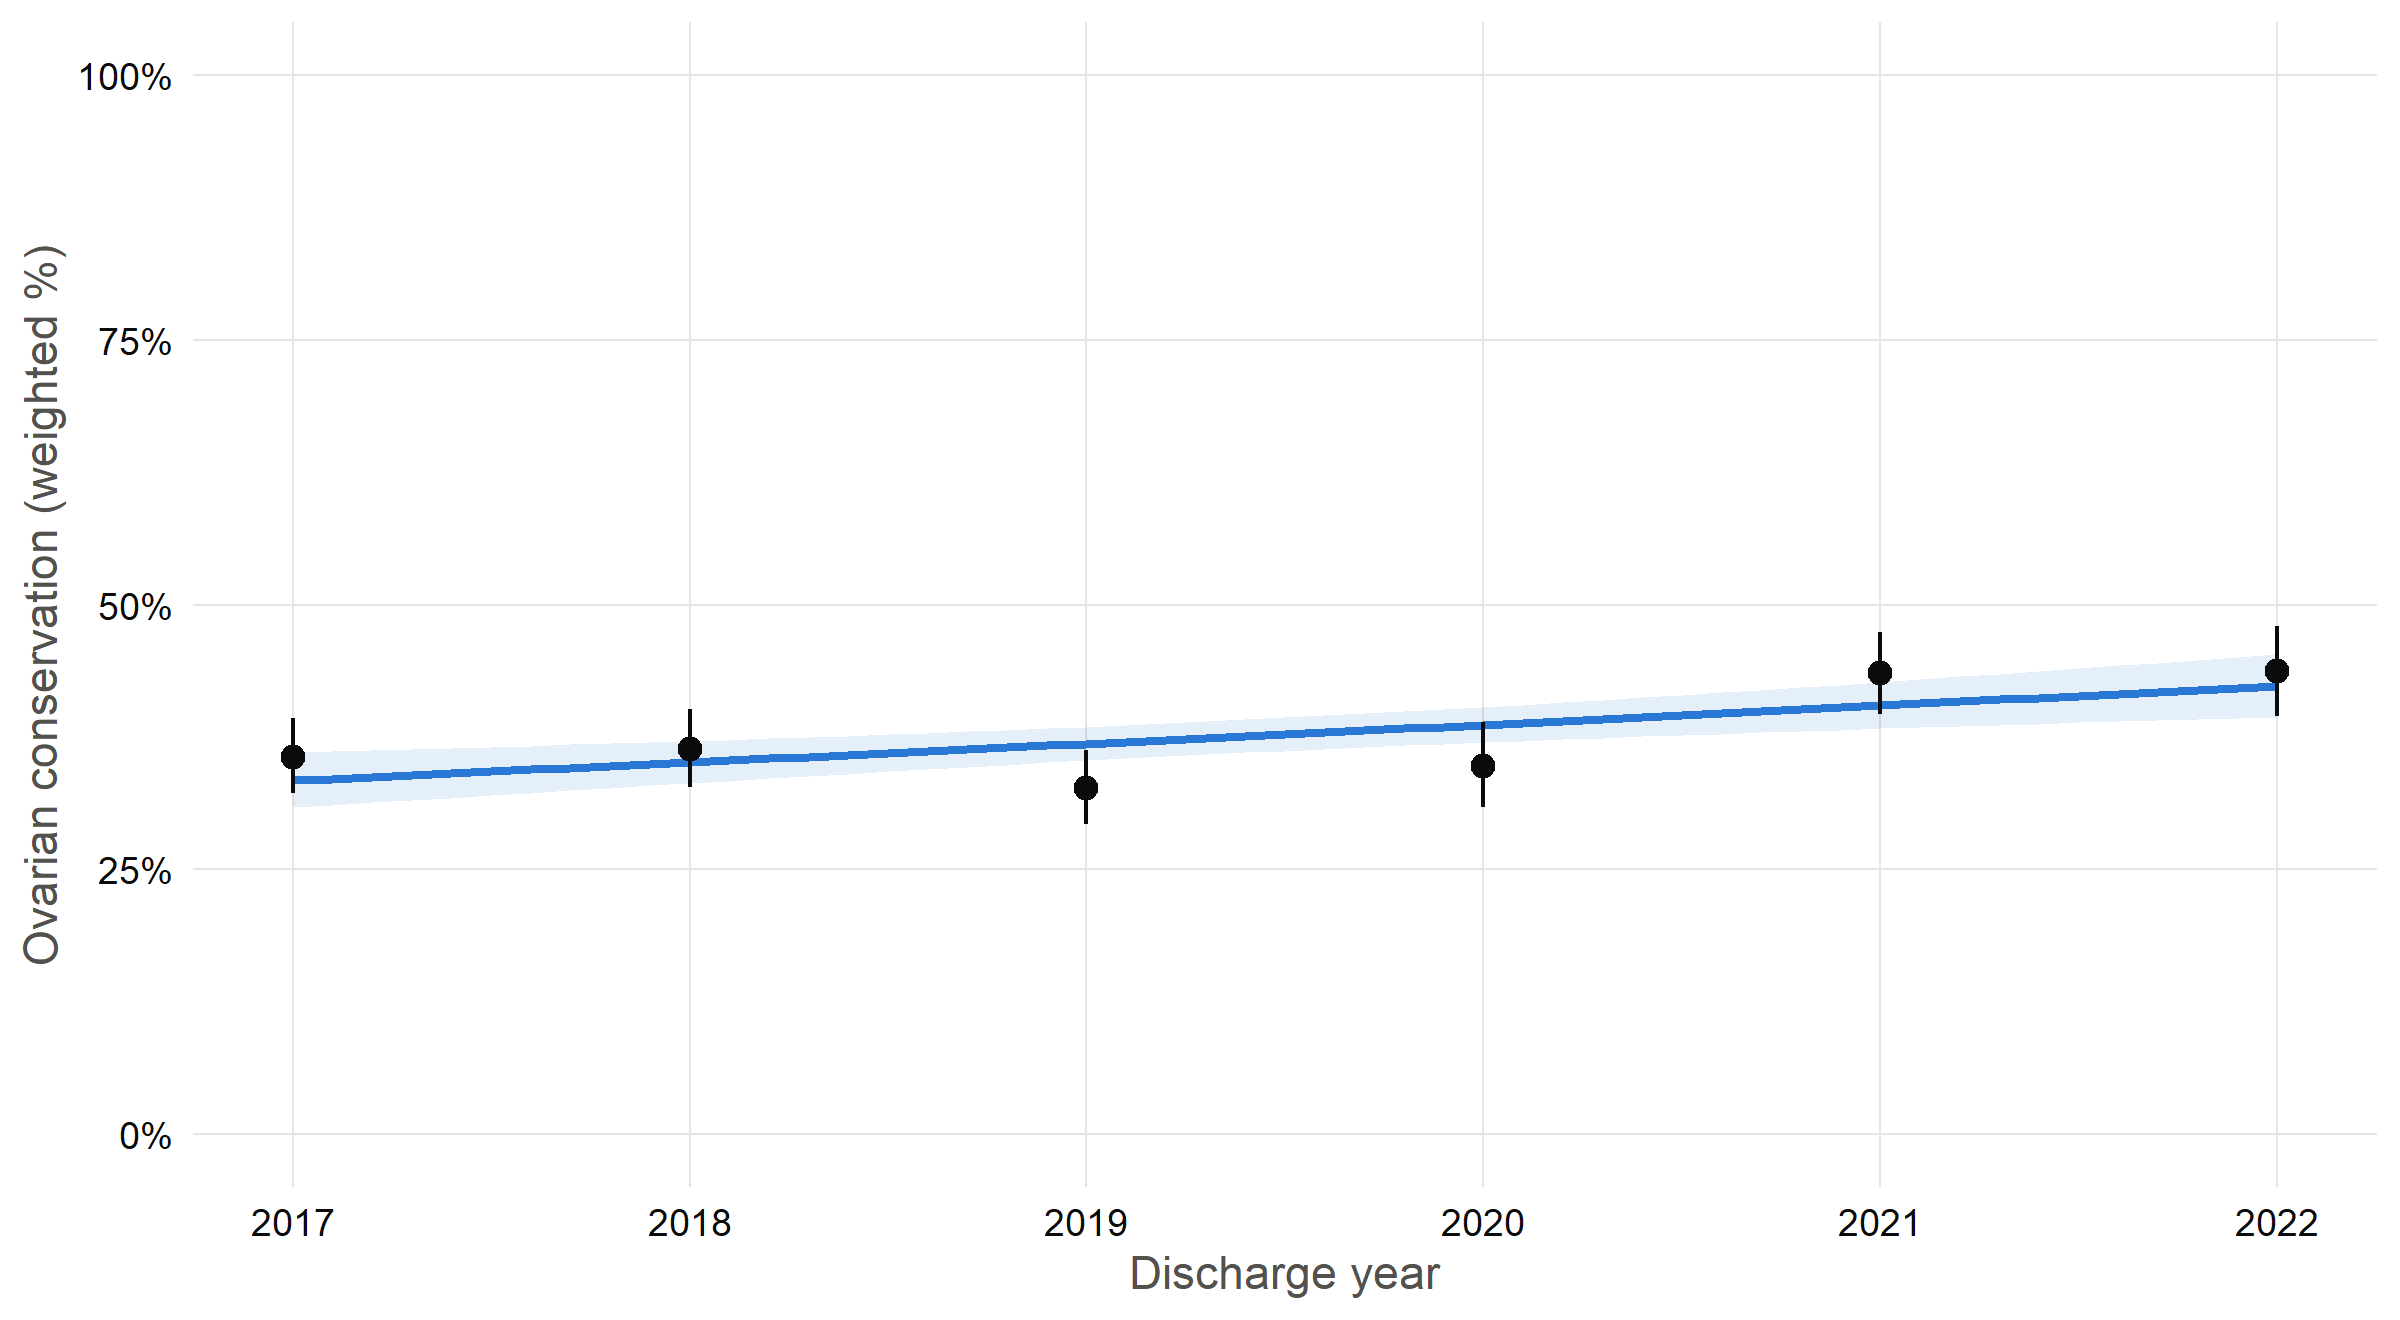 Ovarian conservation (weighted %)
100%
75%
50%
25%
0%
2017 2018 2019 2020 2021 2022
Discharge year